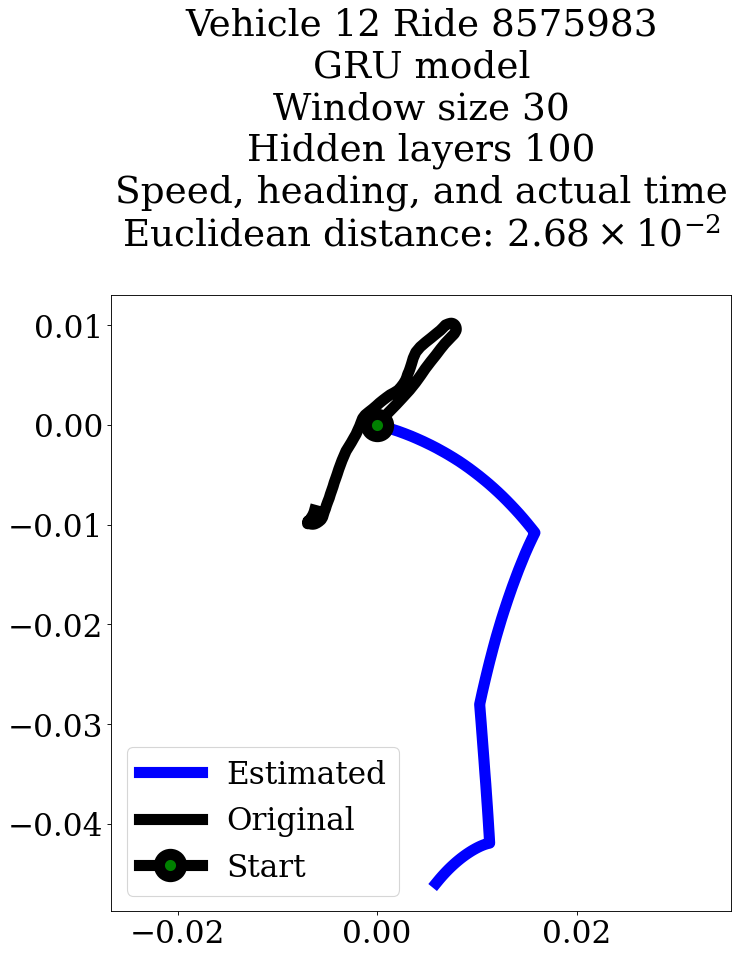 Vehicle 12 Ride 8575983
GRU model
Window size 30
Hidden layers 100
Speed, heading, and actual time
Euclidean distance: 2.68 × 10⁻²
0.01
0.00
−0.01
−0.02
−0.03
−0.04
Estimated
Original
Start
−0.02 0.00 0.02